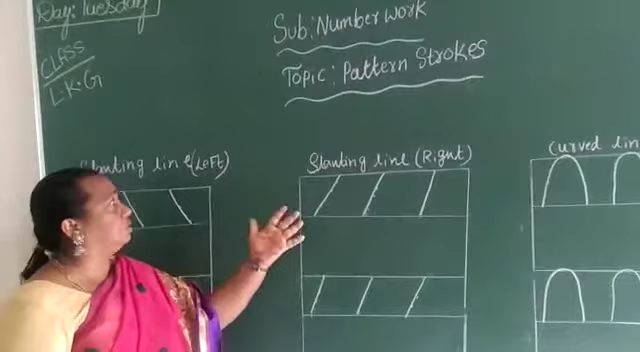 Day: Tuesday
Sub: Number work
CLASS
L.K.G
Topic: Pattern Strokes
Slanting line (Left)
Slanting line (Right)
Curved lin